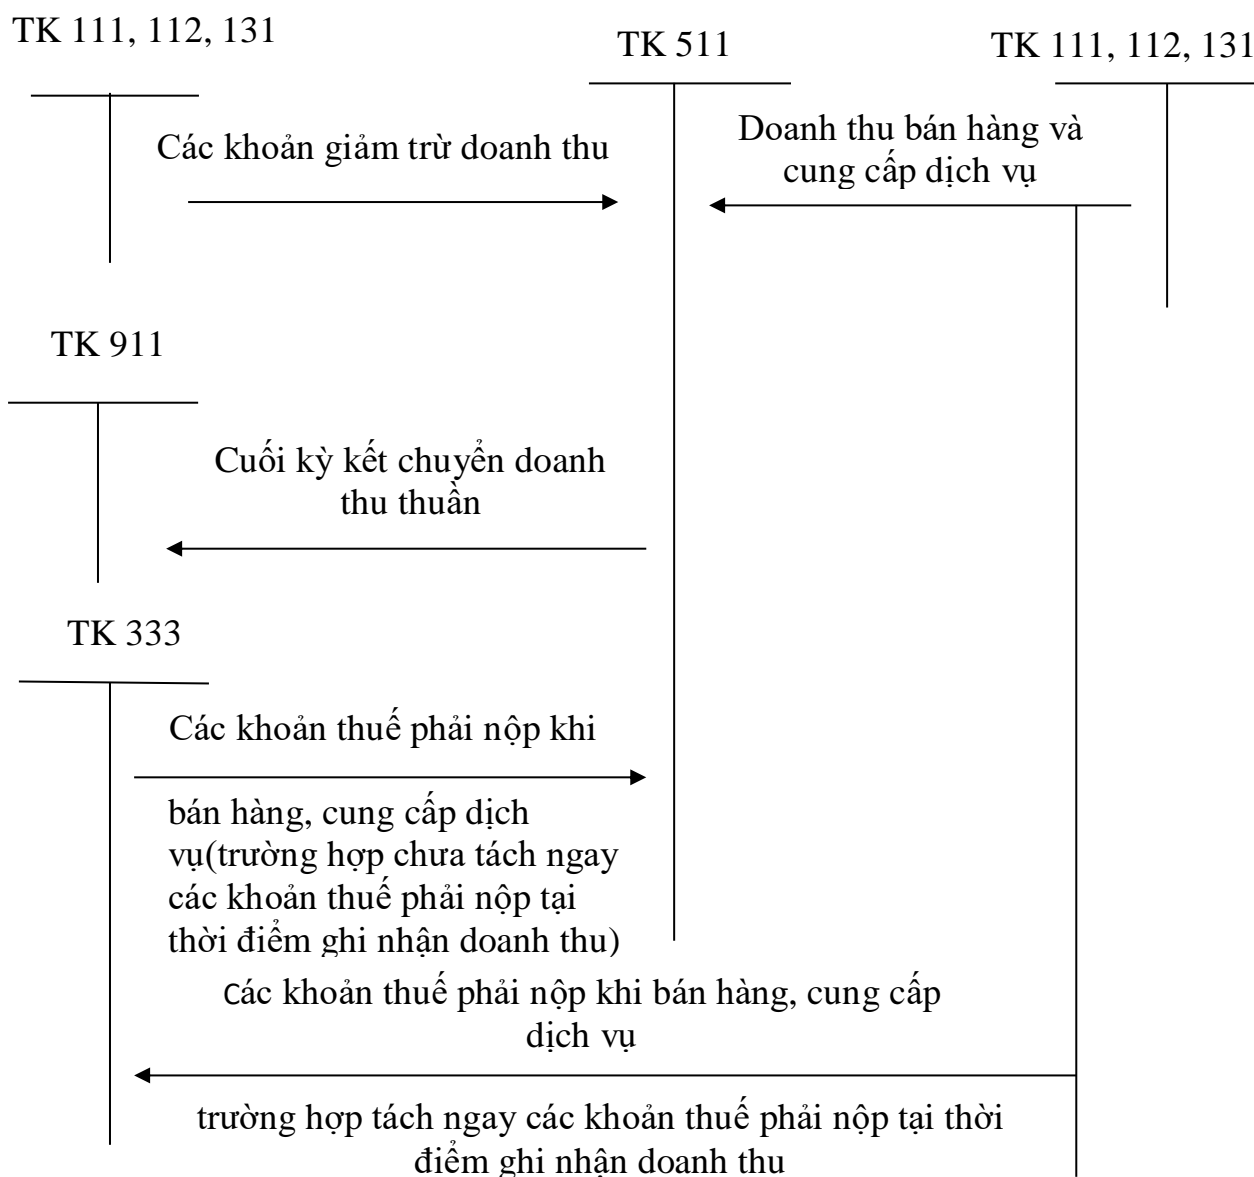 TK 111, 112, 131
TK 511
TK 111, 112, 131
Các khoản giảm trừ doanh thu
Doanh thu bán hàng và
cung cấp dịch vụ
TK 911
Cuối kỳ kết chuyển doanh
thu thuần
TK 333
Các khoản thuế phải nộp khi
bán hàng, cung cấp dịch
vụ(trường hợp chưa tách ngay
các khoản thuế phải nộp tại
thời điểm ghi nhận doanh thu)
Các khoản thuế phải nộp khi bán hàng, cung cấp
dịch vụ
trường hợp tách ngay các khoản thuế phải nộp tại thời
điểm ghi nhận doanh thu